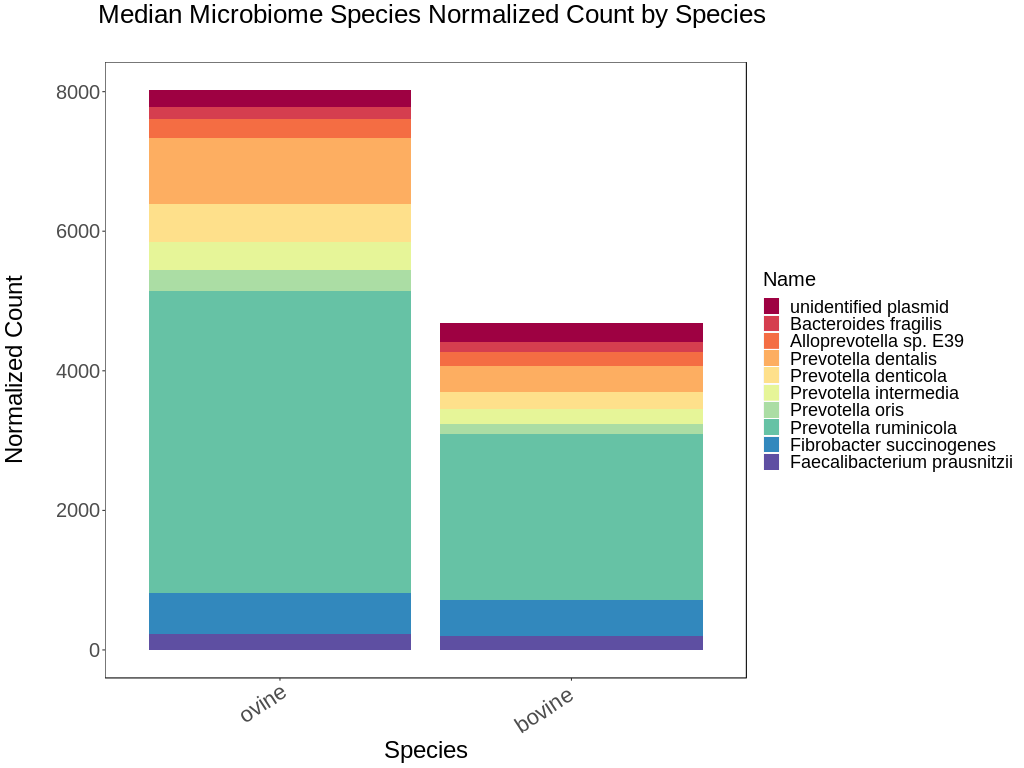 Median Microbiome Species Normalized Count by Species
Normalized Count
8000
6000
4000
2000
0
ovine
bovine
Species
Name
unidentified plasmid
Bacteroides fragilis
Alloprevotella sp. E39
Prevotella dentalis
Prevotella denticola
Prevotella intermedia
Prevotella oris
Prevotella ruminicola
Fibrobacter succinogenes
Faecalibacterium prausnitzii